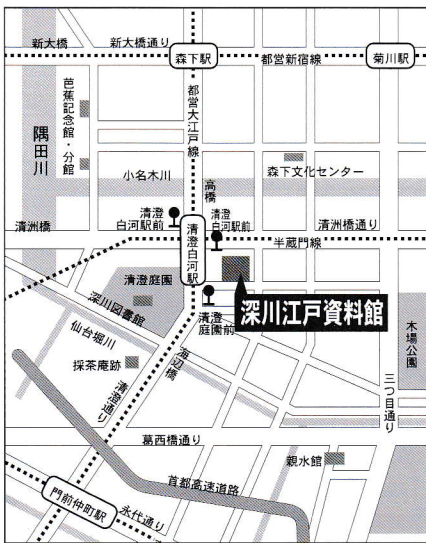 新大橋
新大橋通り
森下駅
都営新宿線
菊川駅
芭蕉記念館・分館
隅田川
都営大江戸線
小名木川
高橋
森下文化センター
清洲橋
清澄白河駅前
清澄白河駅前
清洲橋通り
清澄白河駅
半蔵門線
清澄庭園
深川図書館
清澄庭園前
深川江戸資料館
木場公園
仙台堀川
海辺橋
採茶庵跡
清澄通り
三つ目通り
葛西橋通り
親水館
首都高速道路
門前仲町駅
永代通り